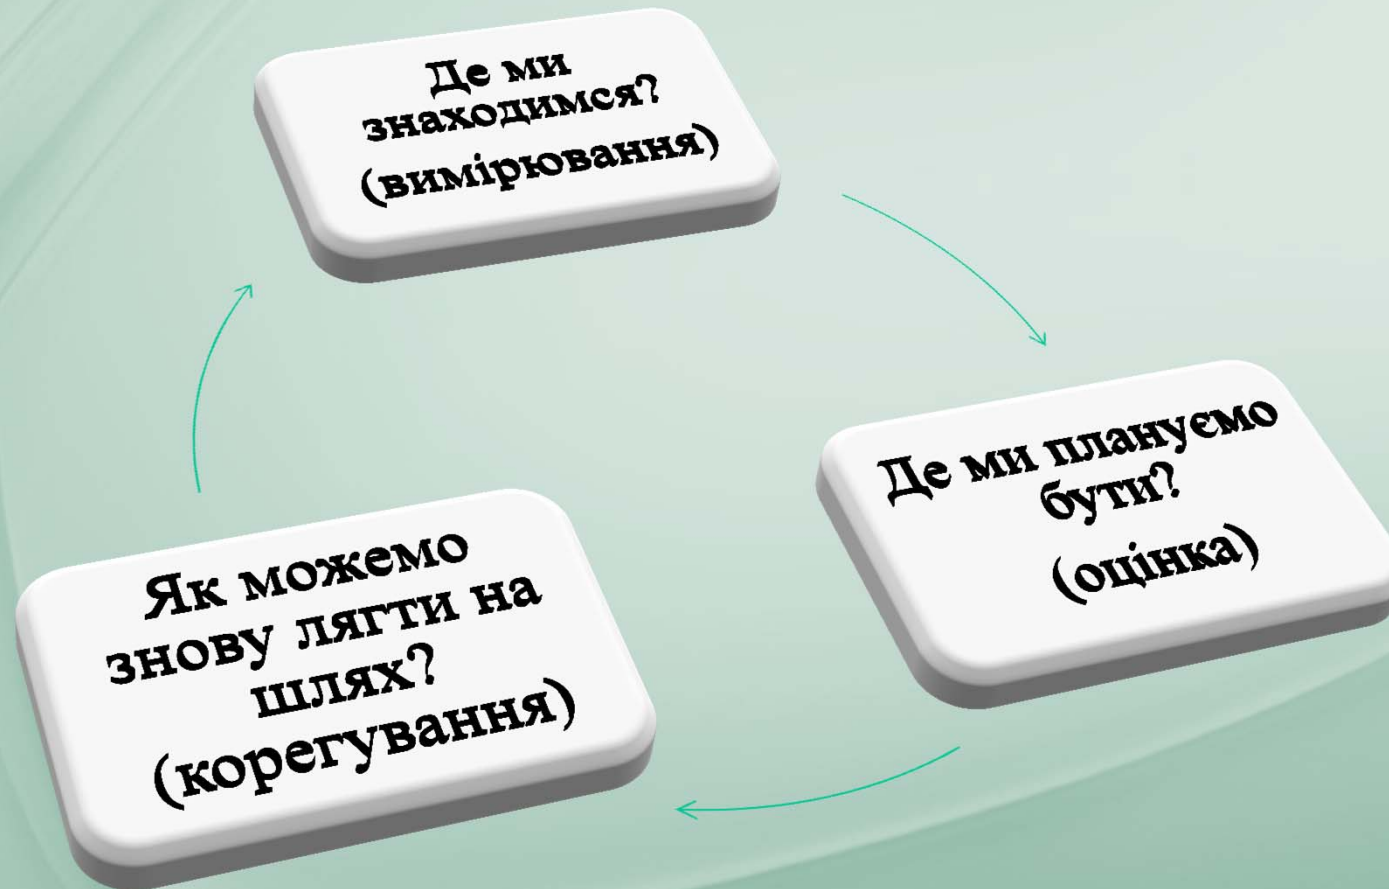 Де ми
знаходимся?
(вимірювання)
Де ми плануємо
бути?
(оцінка)
Як можемо
знову лягти на
шлях?
(корегування)